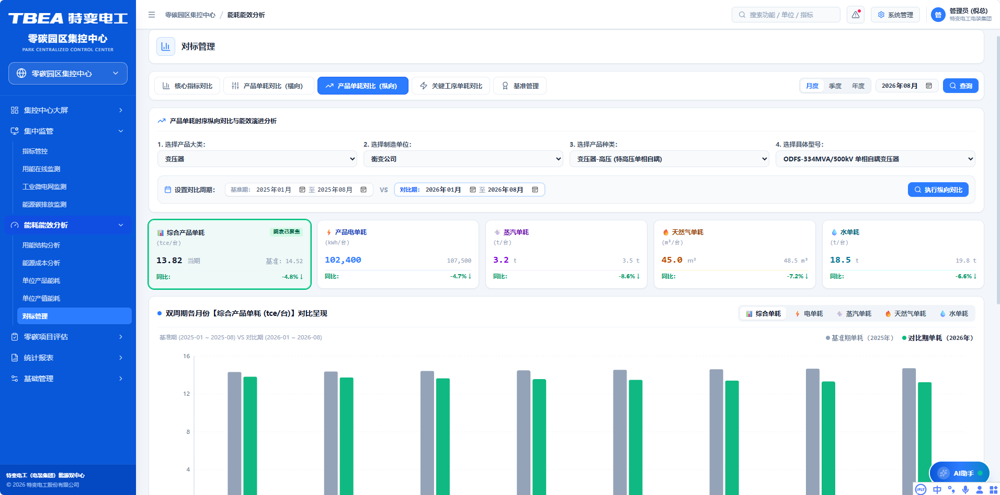 TBEA 特变电工
零碳园区集控中心
PARK CENTRALIZED CONTROL CENTER
零碳园区集控中心
集控中心大屏
集中监管
指标管控
用能在线监测
工业微电网监测
能源碳排放监测
能耗能效分析
用能结构分析
能源成本分析
单位产品能耗
单位产值能耗
对标管理
零碳项目评估
统计报表
基础管理
特变电工（电装集团）能源双中心
© 2026 特变电工股份有限公司
零碳园区集控中心 / 能耗能效分析
搜索功能 / 单位 / 指标
系统管理
管
管理员 (倪总)
特变电工电装集团
对标管理
核心指标对比
产品单耗对比（横向）
产品单耗对比（纵向）
关键工序单耗对比
基准管理
月度 季度 年度
2026年08月
查询
产品单耗时序纵向对比与能效演进分析
1. 选择产品大类:
2. 选择制造单位:
3. 选择产品种类:
4. 选择具体型号:
变压器
衡变公司
变压器-高压 (特高压单相自耦)
ODFS-334MVA/500kV 单相自耦变压器
设置对比周期:
基准期: 2025年01月 至 2025年08月
VS
对比期: 2026年01月 至 2026年08月
执行纵向对比
综合产品单耗
图表已聚焦
(tce/台)
13.82 当期
基准: 14.52
同比:
-4.8%↓
产品电单耗
(kWh/台)
102,400
107,500
同比:
-4.7%↓
蒸汽单耗
(t/台)
3.2 t
3.5 t
同比:
-8.6%↓
天然气单耗
(m³/台)
45.0 m³
48.5 m³
同比:
-7.2%↓
水单耗
(t/台)
18.5 t
19.8 t
同比:
-6.6%↓
双周期各月份【综合产品单耗 (tce/台)】对比呈现
综合单耗
电单耗
蒸汽单耗
天然气单耗
水单耗
基准期 (2025-01 ~ 2025-08) VS 对比期 (2026-01 ~ 2026-08)
基准期单耗（2025年）
对比期单耗（2026年）
16
12
8
4
AI助手
iFLY
中